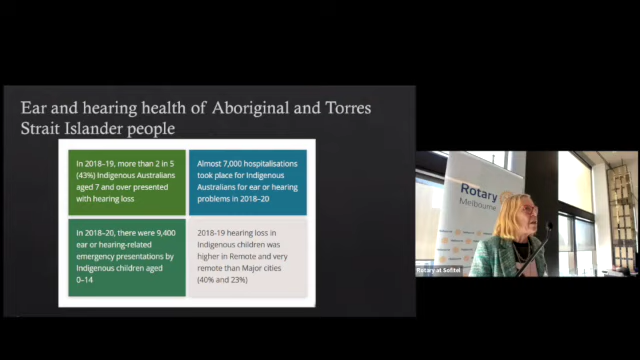 Ear and hearing health of Aboriginal and Torres
Strait Islander people
In 2018–19, more than 2 in 5
(43%) Indigenous Australians
aged 7 and over presented
with hearing loss
Almost 7,000 hospitalisations
took place for Indigenous
Australians for ear or hearing
problems in 2018–20
In 2018–20, there were 9,400
ear or hearing-related
emergency presentations by
Indigenous children aged
0–14
2018-19 hearing loss in
Indigenous children was
higher in Remote and very
remote than Major cities
(40% and 23%)
Rotary
Melbourne
Rotary at Sofitel